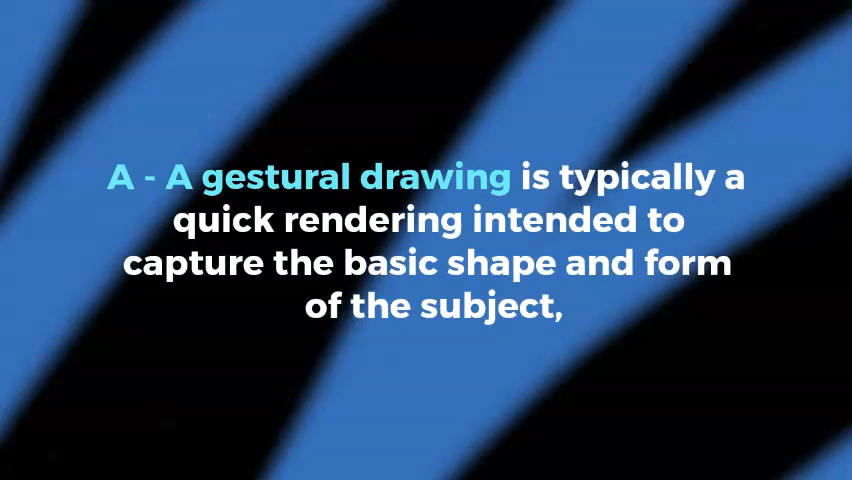 A - A gestural drawing is typically a
quick rendering intended to
capture the basic shape and form
of the subject,